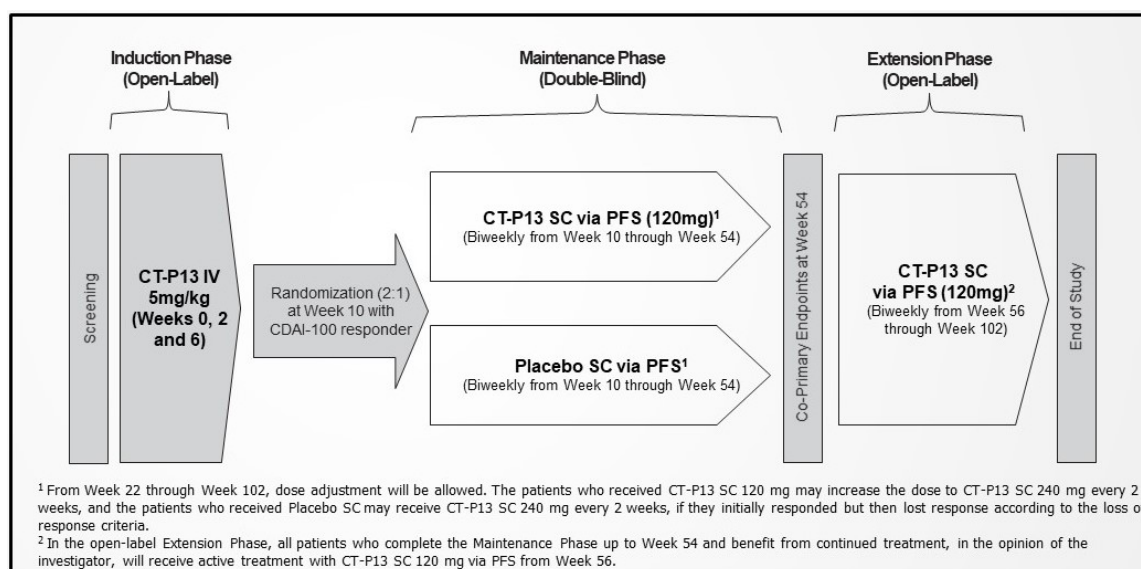 Induction Phase
(Open-Label)
Maintenance Phase
(Double-Blind)
Extension Phase
(Open-Label)
Screening
CT-P13 IV
5mg/kg
(Weeks 0, 2
and 6)
Randomization (2:1)
at Week 10 with
CDAI-100 responder
CT-P13 SC via PFS (120mg)¹
(Biweekly from Week 10 through Week 54)
Placebo SC via PFS¹
(Biweekly from Week 10 through Week 54)
Co-Primary Endpoints at Week 54
CT-P13 SC
via PFS (120mg)²
(Biweekly from Week 56
through Week 102)
End of Study
¹ From Week 22 through Week 102, dose adjustment will be allowed. The patients who received CT-P13 SC 120 mg may increase the dose to CT-P13 SC 240 mg every 2
weeks, and the patients who received Placebo SC may receive CT-P13 SC 240 mg every 2 weeks, if they initially responded but then lost response according to the loss o
response criteria.
² In the open-label Extension Phase, all patients who complete the Maintenance Phase up to Week 54 and benefit from continued treatment, in the opinion of the
investigator, will receive active treatment with CT-P13 SC 120 mg via PFS from Week 56.